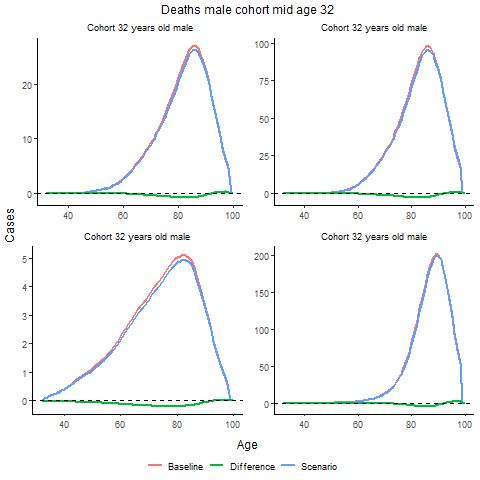 Deaths male cohort mid age 32
Cohort 32 years old male
Cohort 32 years old male
20
10
0
40 60 80 100
100
75
50
25
0
40 60 80 100
Cases
Cohort 32 years old male
Cohort 32 years old male
5
4
3
2
1
0
40 60 80 100
200
150
100
50
0
40 60 80 100
Age
Baseline Difference Scenario